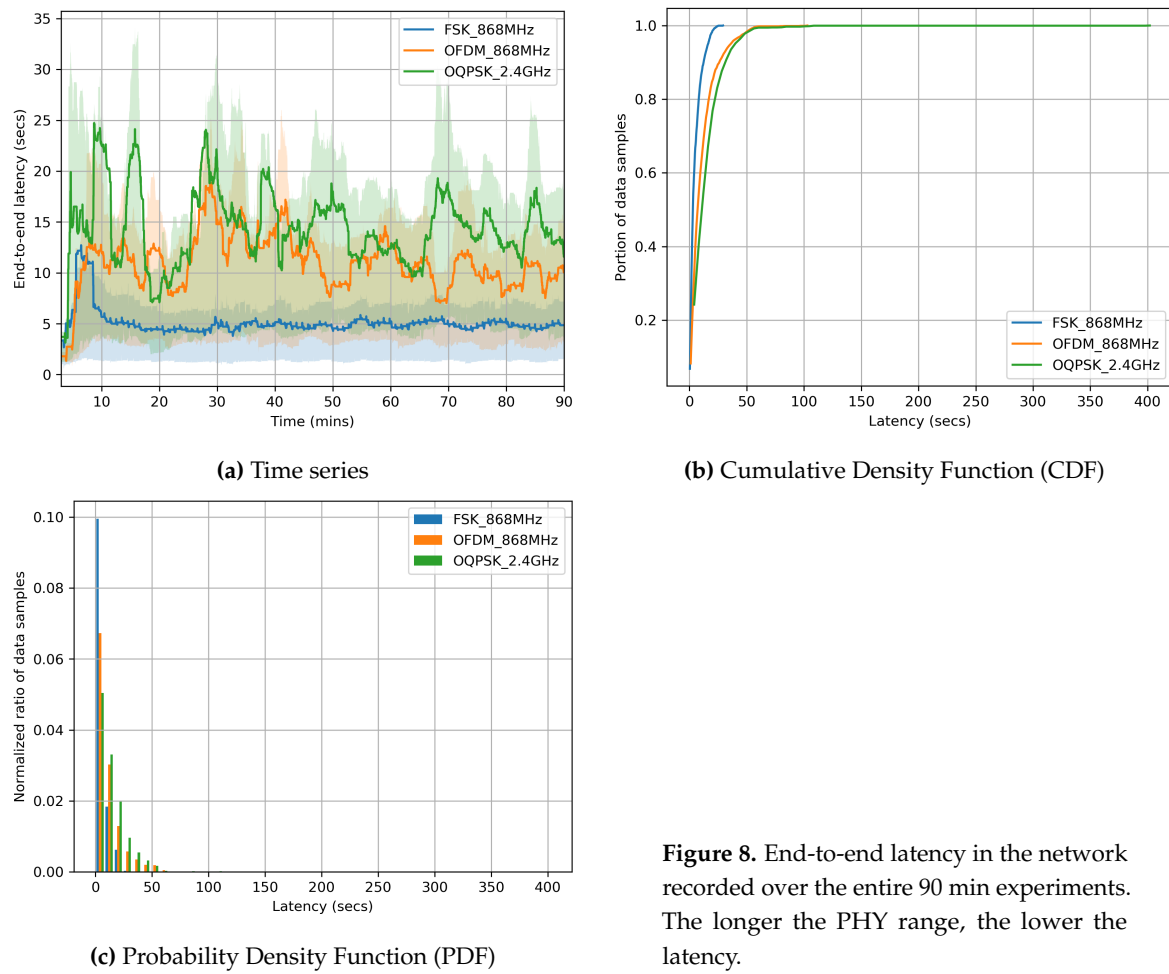 35
30
25
20
15
10
5
0
End-to-end latency (secs)
FSK_868MHz
OFDM_868MHz
OQPSK_2.4GHz
10 20 30 40 50 60 70 80 90
Time (mins)
(a) Time series
1.0
0.8
0.6
0.4
0.2
Portion of data samples
FSK_868MHz
OFDM_868MHz
OQPSK_2.4GHz
0 50 100 150 200 250 300 350 400
Latency (secs)
(b) Cumulative Density Function (CDF)
0.10
0.08
0.06
0.04
0.02
0.00
Normalized ratio of data samples
FSK_868MHz
OFDM_868MHz
OQPSK_2.4GHz
0 50 100 150 200 250 300 350 400
Latency (secs)
(c) Probability Density Function (PDF)
Figure 8. End-to-end latency in the network
recorded over the entire 90 min experiments.
The longer the PHY range, the lower the
latency.